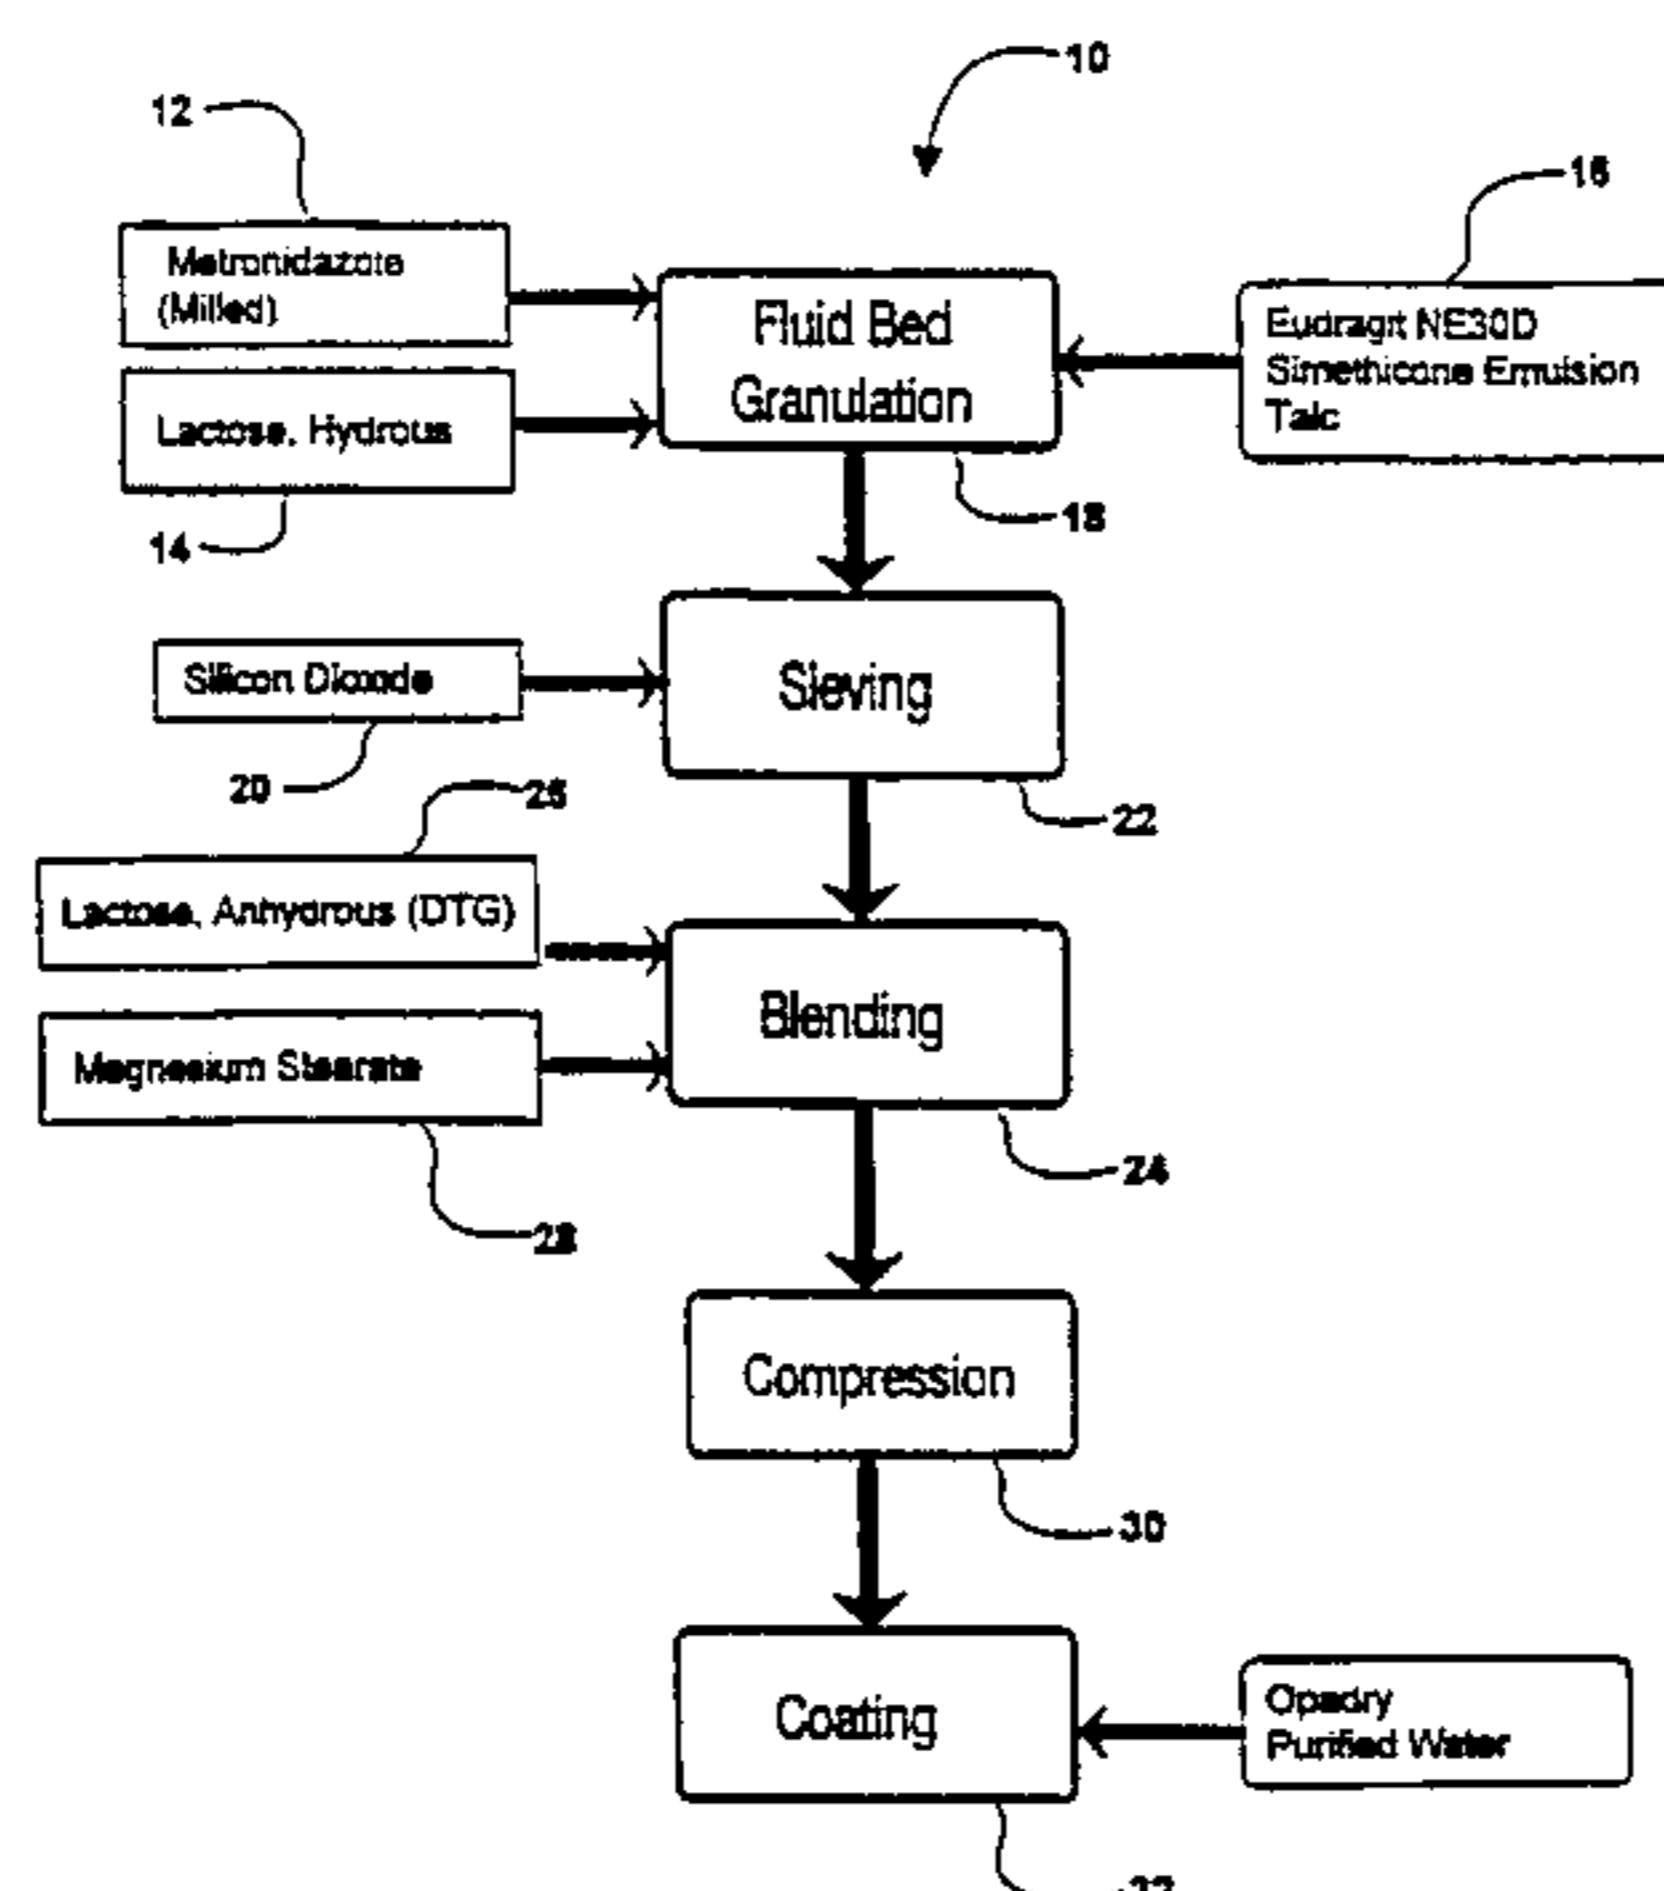 10
12
16
Metronidazole
(Milled)
Fluid Bed
Granulation
Eudragit NE30D
Simethicone Emulsion
Talc
Lactose, Hydrous
18
14
Silicon Dioxide
Sieving
20
26
22
Lactose, Anhydrous (DTG)
Blending
Magnesium Stearate
24
28
Compression
30
Coating
Opadry
Purified Water